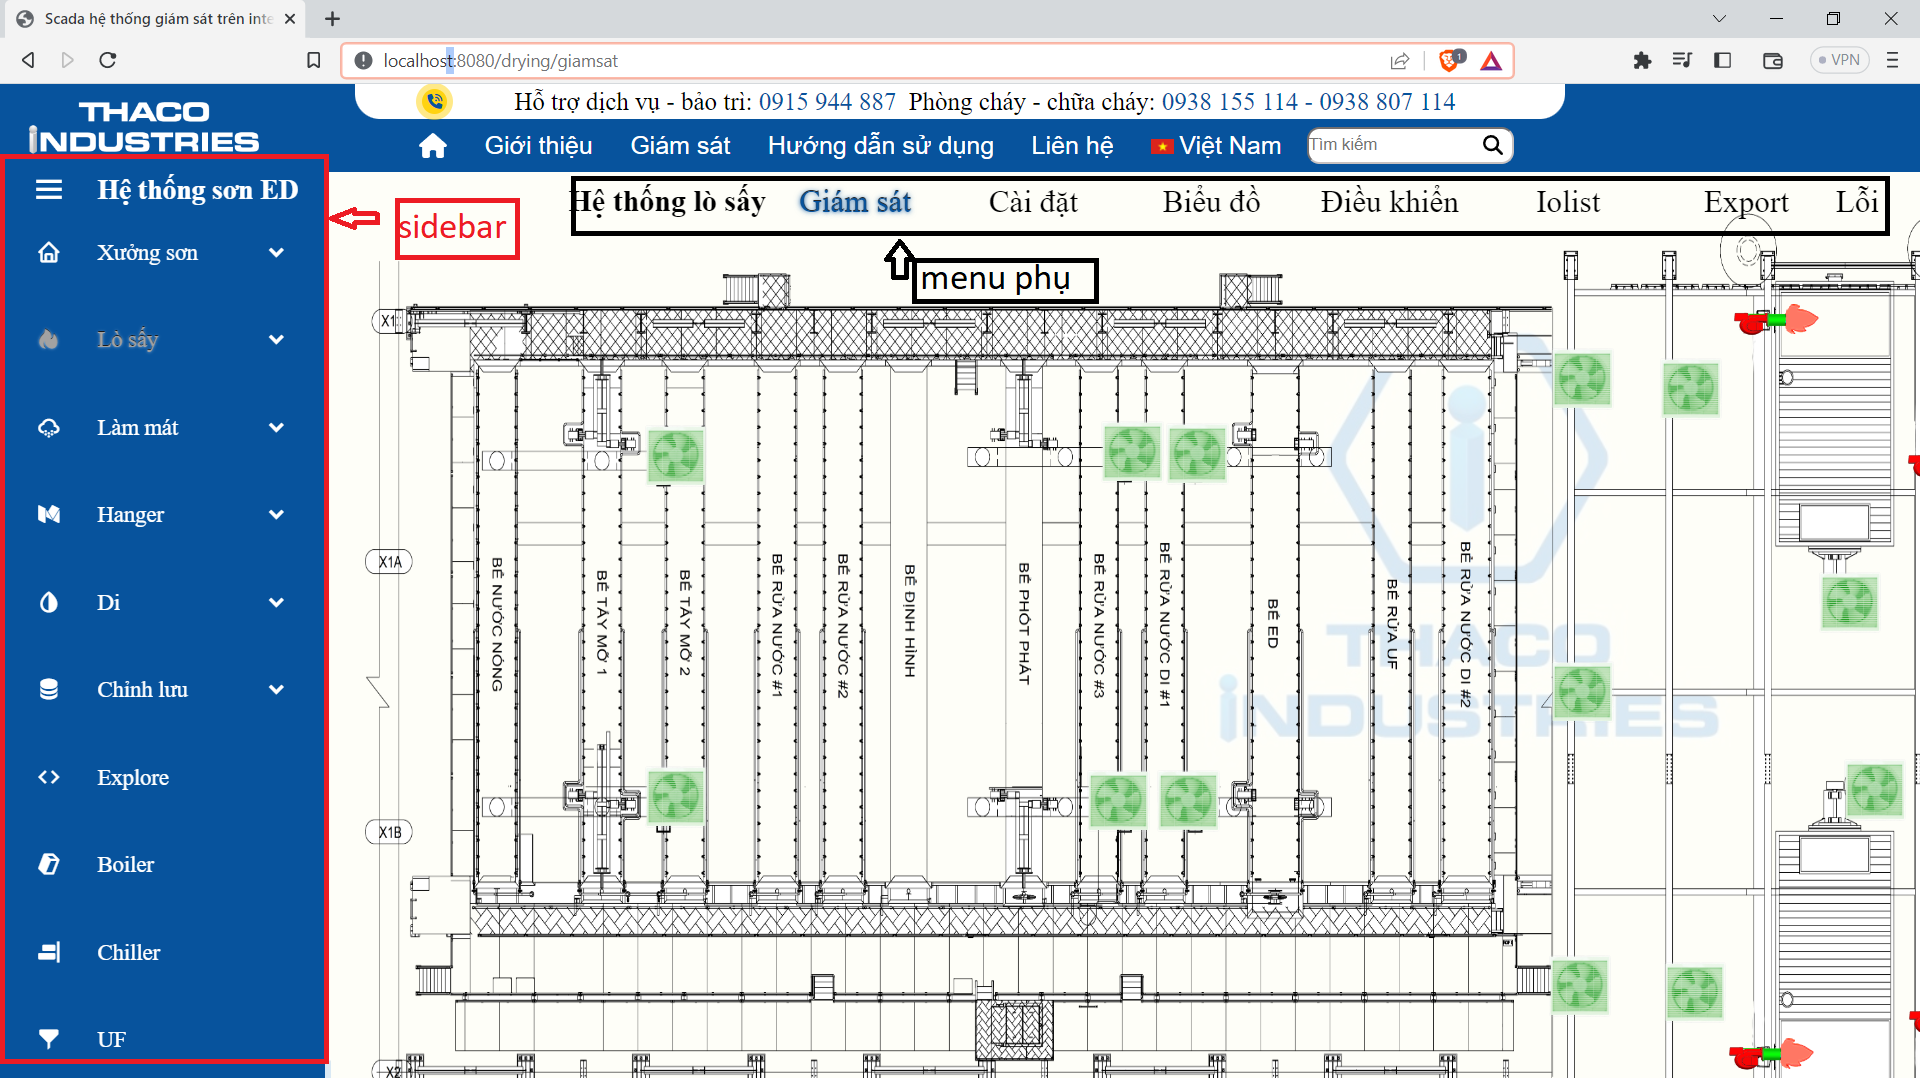 Scada hệ thống giám sát trên inte
localhost:8080/drying/giamsat
1
VPN
THACO
iNDUSTRIES
Hỗ trợ dịch vụ - bảo trì: 0915 944 887 Phòng cháy - chữa cháy: 0938 155 114 - 0938 807 114
Giới thiệu Giám sát Hướng dẫn sử dụng Liên hệ Việt Nam Tìm kiếm
Hệ thống sơn ED
Xưởng sơn
Lò sấy
Làm mát
Hanger
Di
Chỉnh lưu
Explore
Boiler
Chiller
UF
sidebar
Hệ thống lò sấy Giám sát Cài đặt Biểu đồ Điều khiển Iolist Export Lỗi
menu phụ
X1
X1A
X1B
X2
BỂ NƯỚC NÓNG
BỂ TẨY MỠ 1
BỂ TẨY MỠ 2
BỂ RỬA NƯỚC #1
BỂ RỬA NƯỚC #2
BỂ ĐỊNH HÌNH
BỂ PHỐT PHÁT
BỂ RỬA NƯỚC #3
BỂ RỬA NƯỚC DI #1
BỂ ED
BỂ RỬA UF
BỂ RỬA NƯỚC DI #2
THACO
iNDUSTRIES